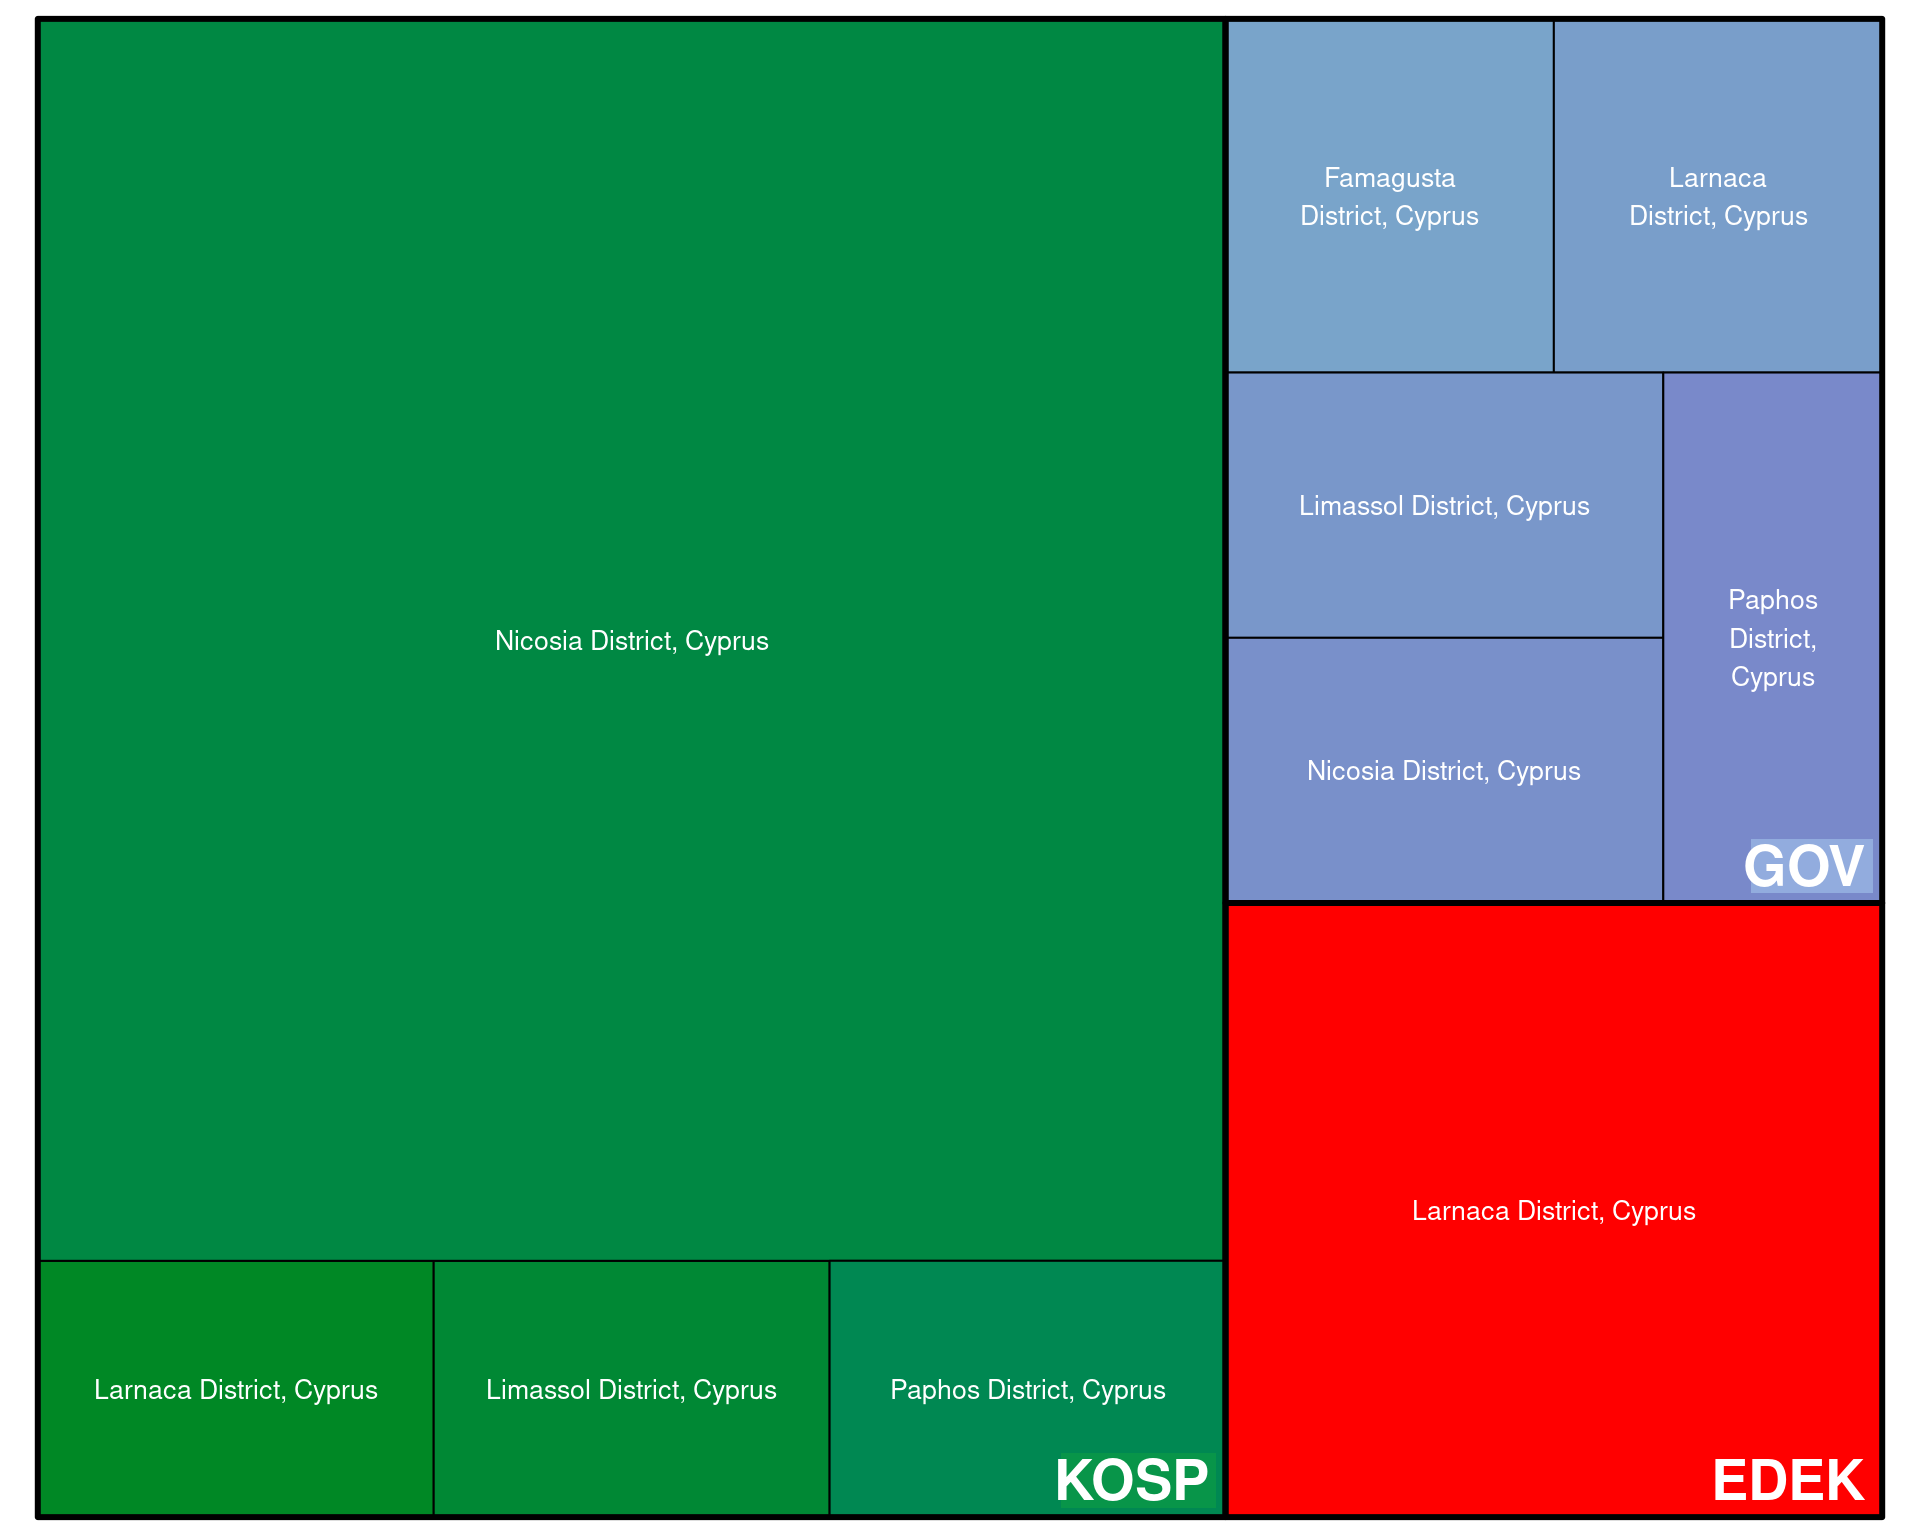 Nicosia District, Cyprus
Larnaca District, Cyprus
Limassol District, Cyprus
Paphos District, Cyprus
KOSP
Famagusta
District, Cyprus
Larnaca
District, Cyprus
Limassol District, Cyprus
Nicosia District, Cyprus
Paphos
District,
Cyprus
GOV
Larnaca District, Cyprus
EDEK